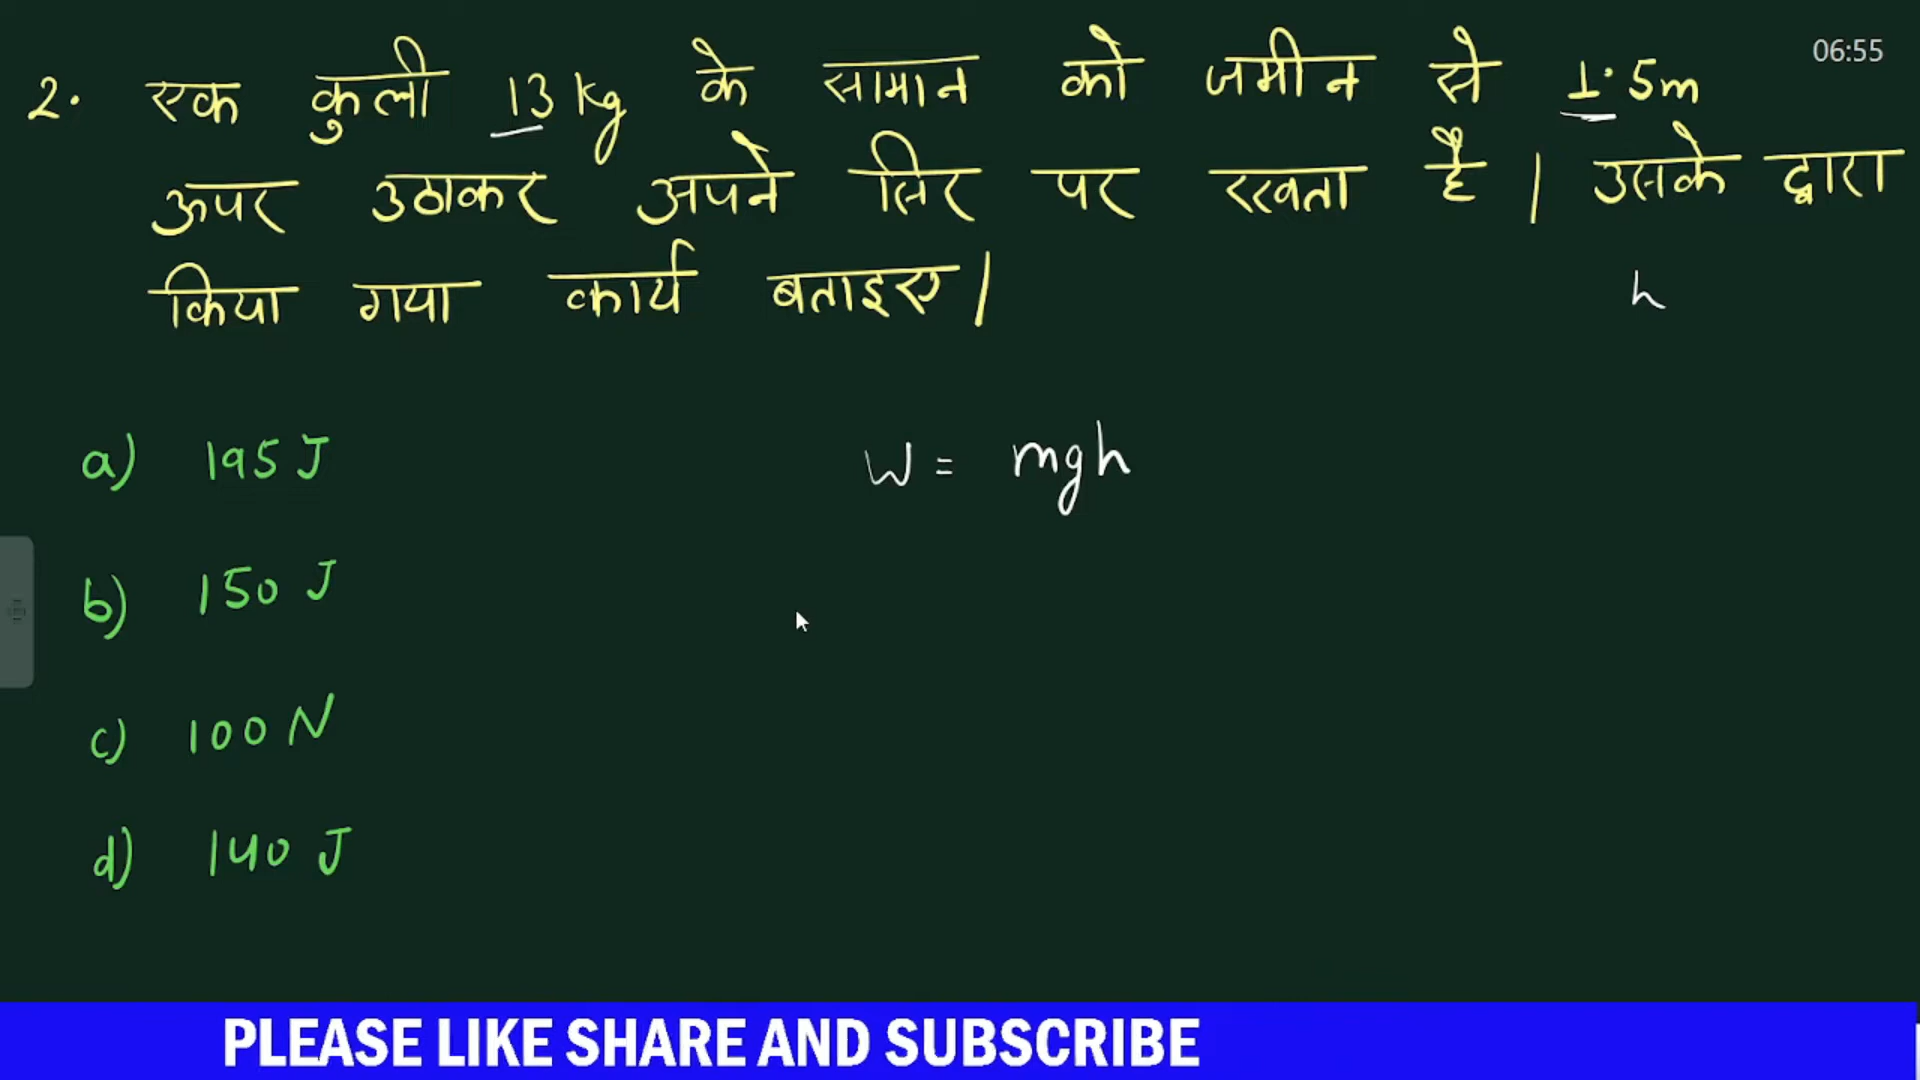 06:55
2. एक कुली 13 kg के सामान को जमीन से 1.5m
ऊपर उठाकर अपने सिर पर रखता है | उसके द्वारा
किया गया कार्य बताइए |
h
a) 195 J
W = mgh
b) 150 J
c) 100 N
d) 140 J
PLEASE LIKE SHARE AND SUBSCRIBE